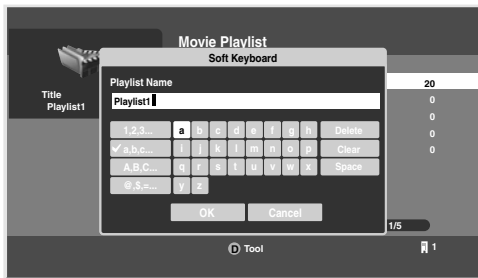 Movie Playlist
Soft Keyboard
Playlist Name
Playlist1
Title
Playlist1
20
0
0
0
0
1,2,3... a b c d e f g h Delete
a,b,c... i j k l m n o p Clear
A,B,C... q r s t u v w x Space
@,$,=... y z
OK Cancel
1/5
D Tool
1